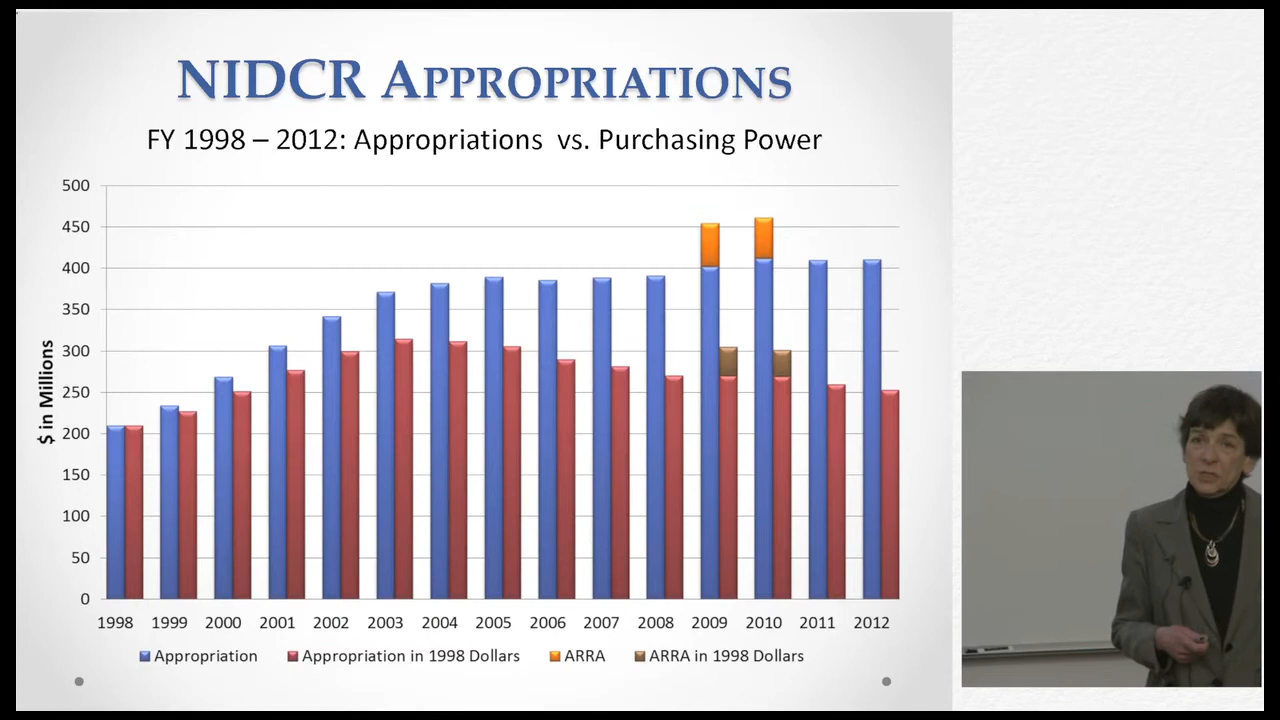 NIDCR APPROPRIATIONS
FY 1998 – 2012: Appropriations vs. Purchasing Power
$ in Millions
500
450
400
350
300
250
200
150
100
50
0
1998 1999 2000 2001 2002 2003 2004 2005 2006 2007 2008 2009 2010 2011 2012
Appropriation Appropriation in 1998 Dollars ARRA ARRA in 1998 Dollars